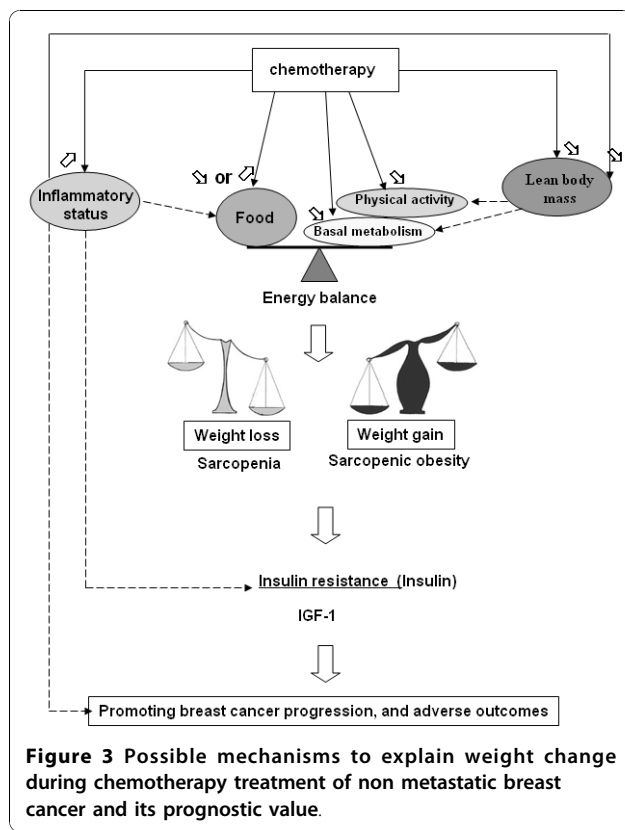 chemotherapy
or
Inflammatory
status
Food
Physical activity
Basal metabolism
Lean body
mass
Energy balance
Weight loss
Sarcopenia
Weight gain
Sarcopenic obesity
Insulin resistance (Insulin)
IGF-1
Promoting breast cancer progression, and adverse outcomes
Figure 3 Possible mechanisms to explain weight change
during chemotherapy treatment of non metastatic breast
cancer and its prognostic value.